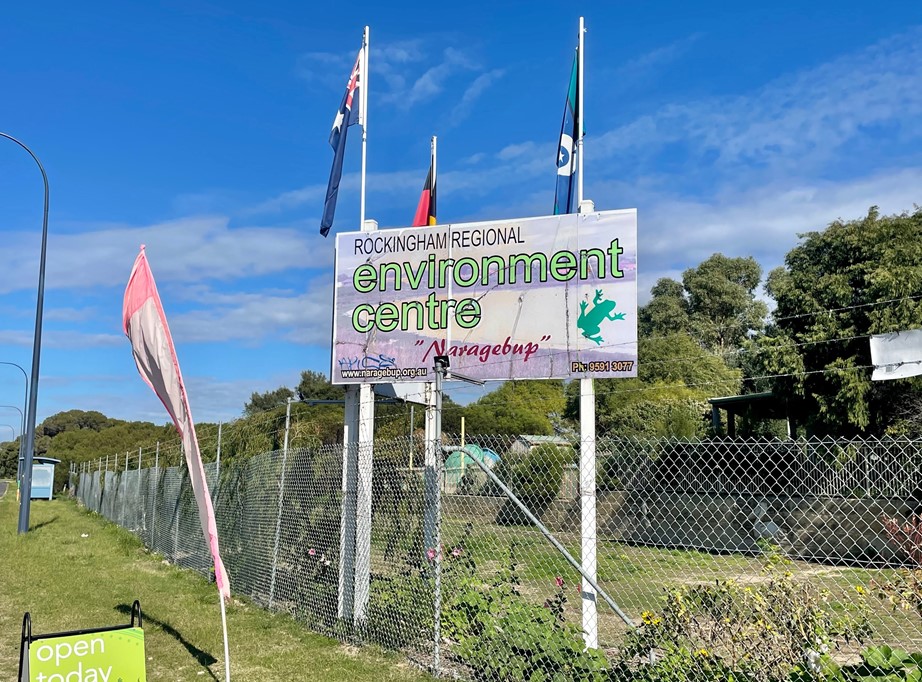 ROCKINGHAM REGIONAL
environment
centre
"Naragebup"
www.naragebup.org.au
Ph: 9591 3077
open
today